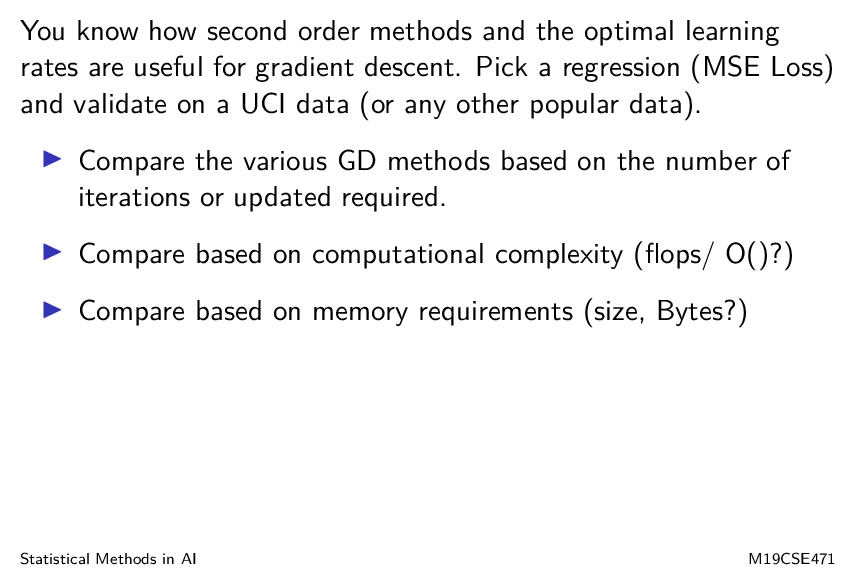 You know how second order methods and the optimal learning
rates are useful for gradient descent. Pick a regression (MSE Loss)
and validate on a UCI data (or any other popular data).
▶ Compare the various GD methods based on the number of
iterations or updated required.
▶ Compare based on computational complexity (flops/ O()?)
▶ Compare based on memory requirements (size, Bytes?)
Statistical Methods in AI
M19CSE471